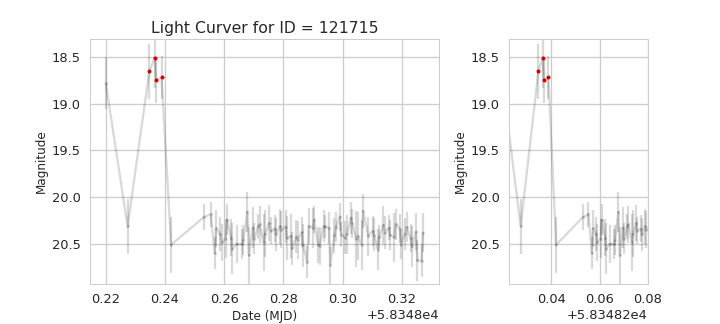 Light Curver for ID = 121715
18.5
19.0
19.5
20.0
20.5
Magnitude
0.22 0.24 0.26 0.28 0.30 0.32
Date (MJD)
+5.8348e4
18.5
19.0
19.5
20.0
20.5
Magnitude
0.04 0.06 0.08
+5.83482e4